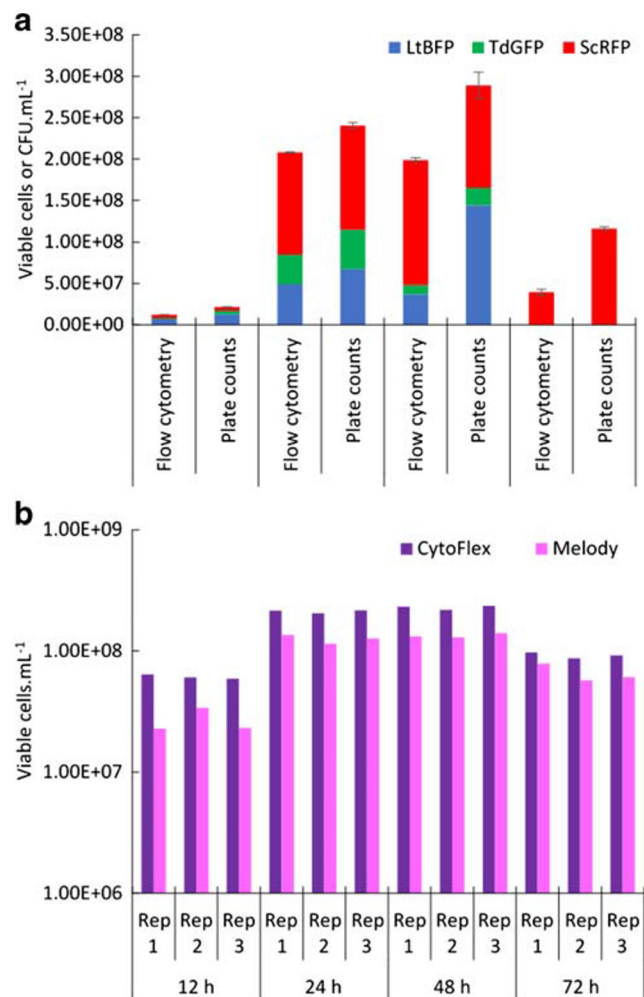 a
3.50E+08
LtBFP TdGFP ScRFP
3.00E+08
2.50E+08
2.00E+08
1.50E+08
1.00E+08
5.00E+07
0.00E+00
Viable cells or CFU.mL-1
Flow cytometry
Plate counts
Flow cytometry
Plate counts
Flow cytometry
Plate counts
Flow cytometry
Plate counts
b
1.00E+09
CytoFlex Melody
1.00E+08
1.00E+07
1.00E+06
Viable cells.mL-1
Rep Rep Rep Rep Rep Rep Rep Rep Rep Rep Rep Rep
1 2 3 1 2 3 1 2 3 1 2 3
12 h 24 h 48 h 72 h